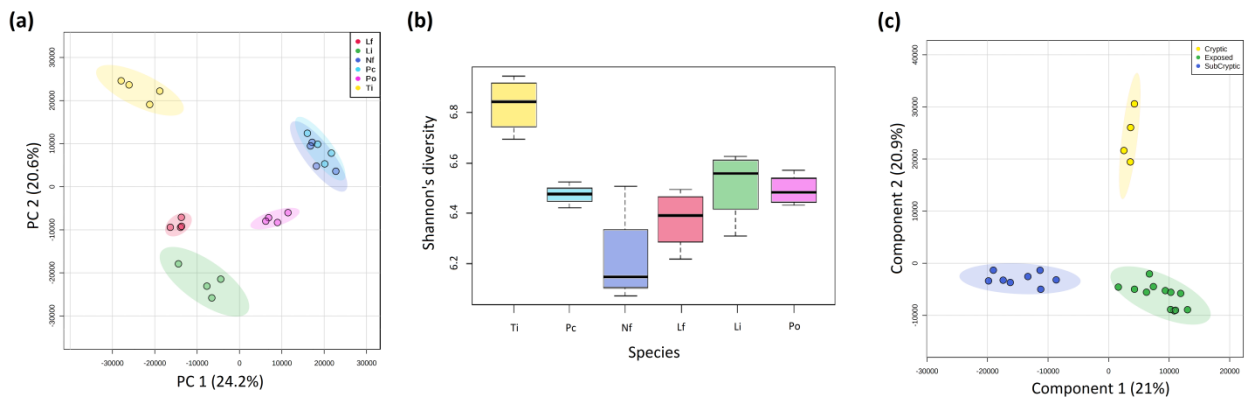 (a)
Lf
Li
Nf
Pc
Po
Ti
30000
20000
10000
0
-10000
-20000
-30000
PC 2 (20.6%)
-30000 -20000 -10000 0 10000 20000 30000
PC 1 (24.2%)
(b)
6.8
6.6
6.4
6.2
Shannon's diversity
Ti Pc Nf Lf Li Po
Species
(c)
Cryptic
Exposed
SubCryptic
40000
30000
20000
10000
0
-10000
Component 2 (20.9%)
-30000 -20000 -10000 0 10000 20000
Component 1 (21%)